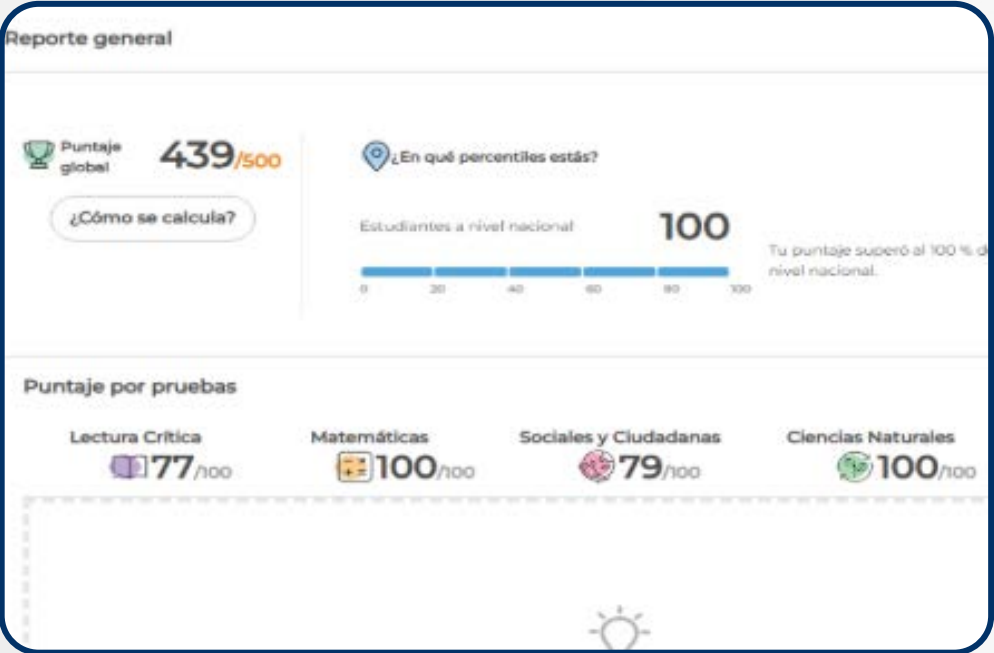 Reporte general
Puntaje
global
439/500
¿Cómo se calcula?
¿En qué percentiles estás?
Estudiantes a nivel nacional
100
0 20 40 60 80 100
Tu puntaje superó al 100 % d
nivel nacional.
Puntaje por pruebas
Lectura Crítica
77/100
Matemáticas
100/100
Sociales y Ciudadanas
79/100
Ciencias Naturales
100/100